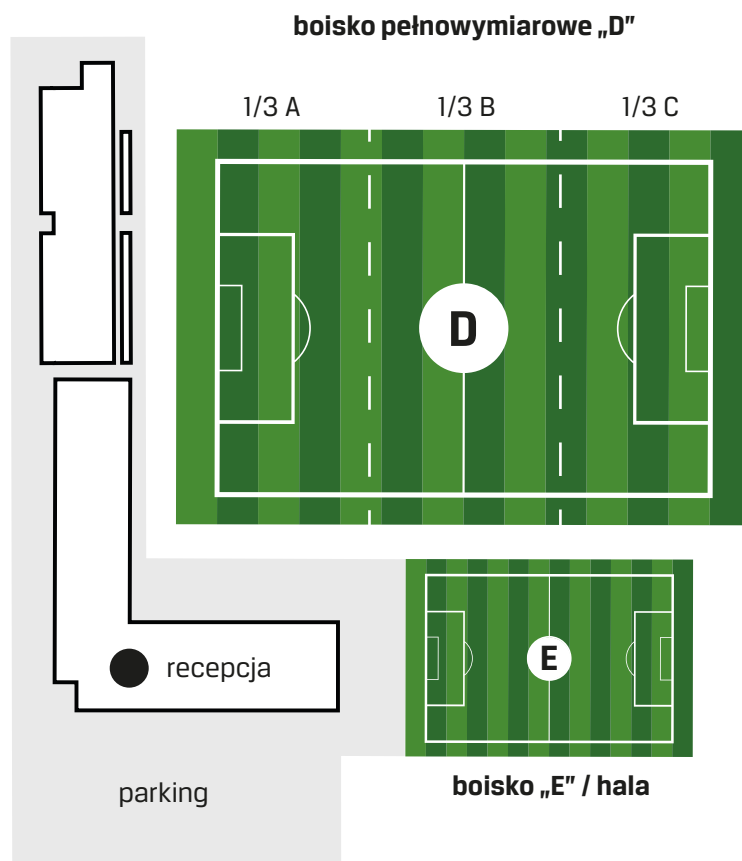 boisko pełnowymiarowe „D”
1/3 A
1/3 B
1/3 C
D
E
recepcja
boisko „E” / hala
parking